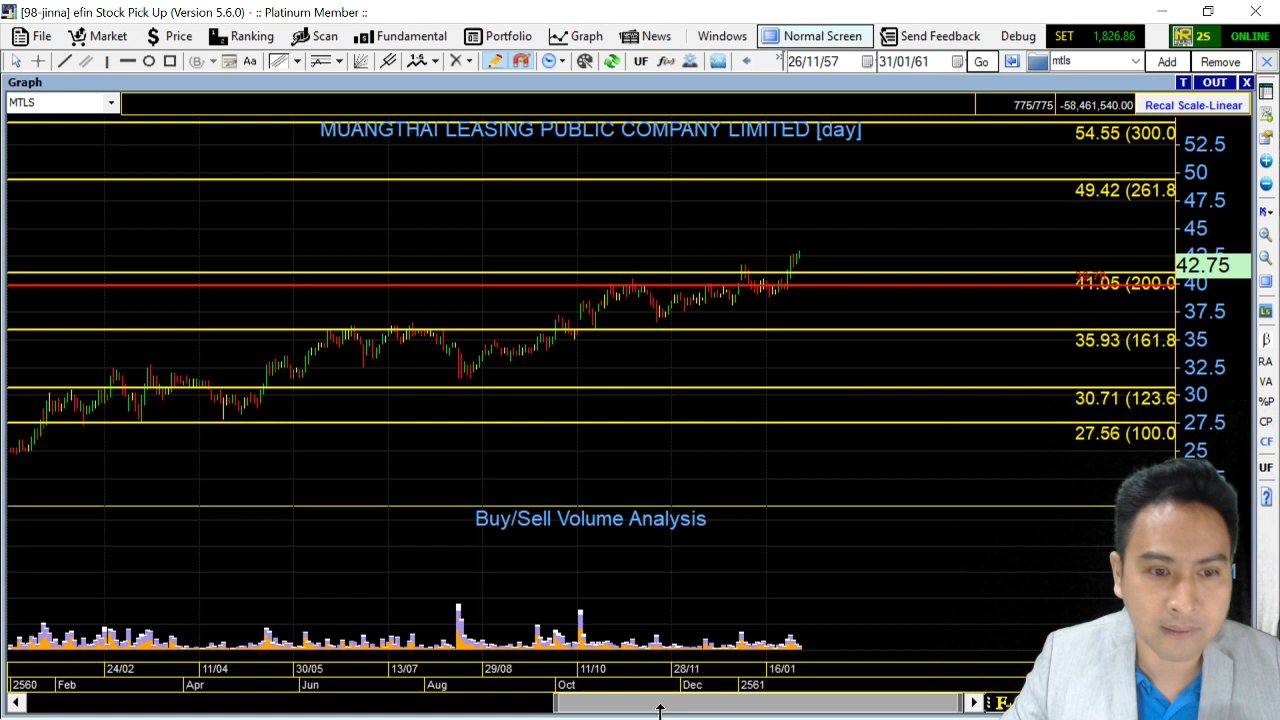 [98-jinna] efin Stock Pick Up (Version 5.6.0) - :: Platinum Member ::
File Market Price Ranking Scan Fundamental Portfolio Graph News Windows Normal Screen Send Feedback Debug SET 1,826.86 2S ONLINE
Aa UF f(x) 26/11/57 31/01/61 Go mtls Add Remove
Graph T OUT X
MTLS 775/775 -58,461,540.00 Recal Scale-Linear
MUANGTHAI LEASING PUBLIC COMPANY LIMITED [day]
54.55 (300.0
52.5
50
49.42 (261.8
47.5
45
42.75
41.05 (200.0
40
37.5
35.93 (161.8
35
32.5
30.71 (123.6
30
27.56 (100.0
27.5
25
Ls
β
RA
VA
%P
CP
CF
UF
?
Buy/Sell Volume Analysis
24/02 11/04 30/05 13/07 29/08 11/10 28/11 16/01
2560 Feb Apr Jun Aug Oct Dec 2561